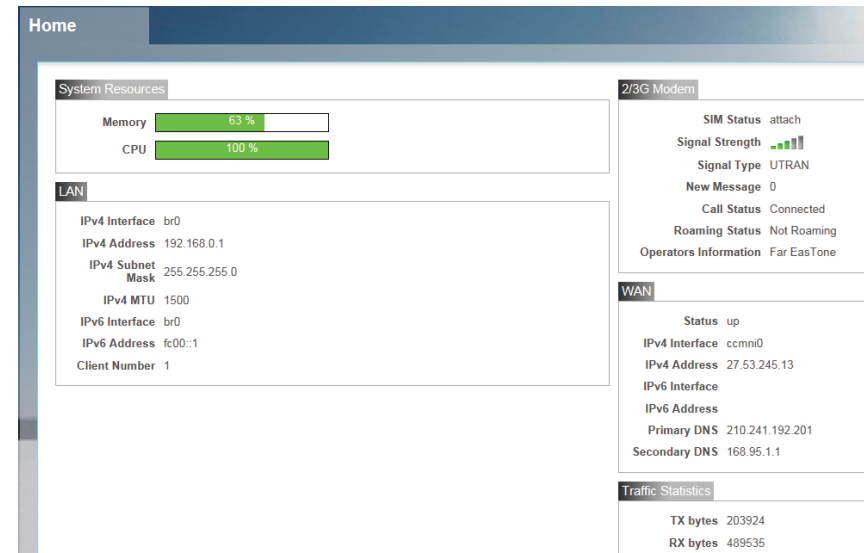 Home
System Resources
Memory 63 %
CPU 100 %
LAN
IPv4 Interface br0
IPv4 Address 192.168.0.1
IPv4 Subnet Mask 255.255.255.0
IPv4 MTU 1500
IPv6 Interface br0
IPv6 Address fc00::1
Client Number 1
2/3G Modem
SIM Status attach
Signal Strength
Signal Type UTRAN
New Message 0
Call Status Connected
Roaming Status Not Roaming
Operators Information Far EasTone
WAN
Status up
IPv4 Interface ccmni0
IPv4 Address 27.53.245.13
IPv6 Interface
IPv6 Address
Primary DNS 210.241.192.201
Secondary DNS 168.95.1.1
Traffic Statistics
TX bytes 203924
RX bytes 489535